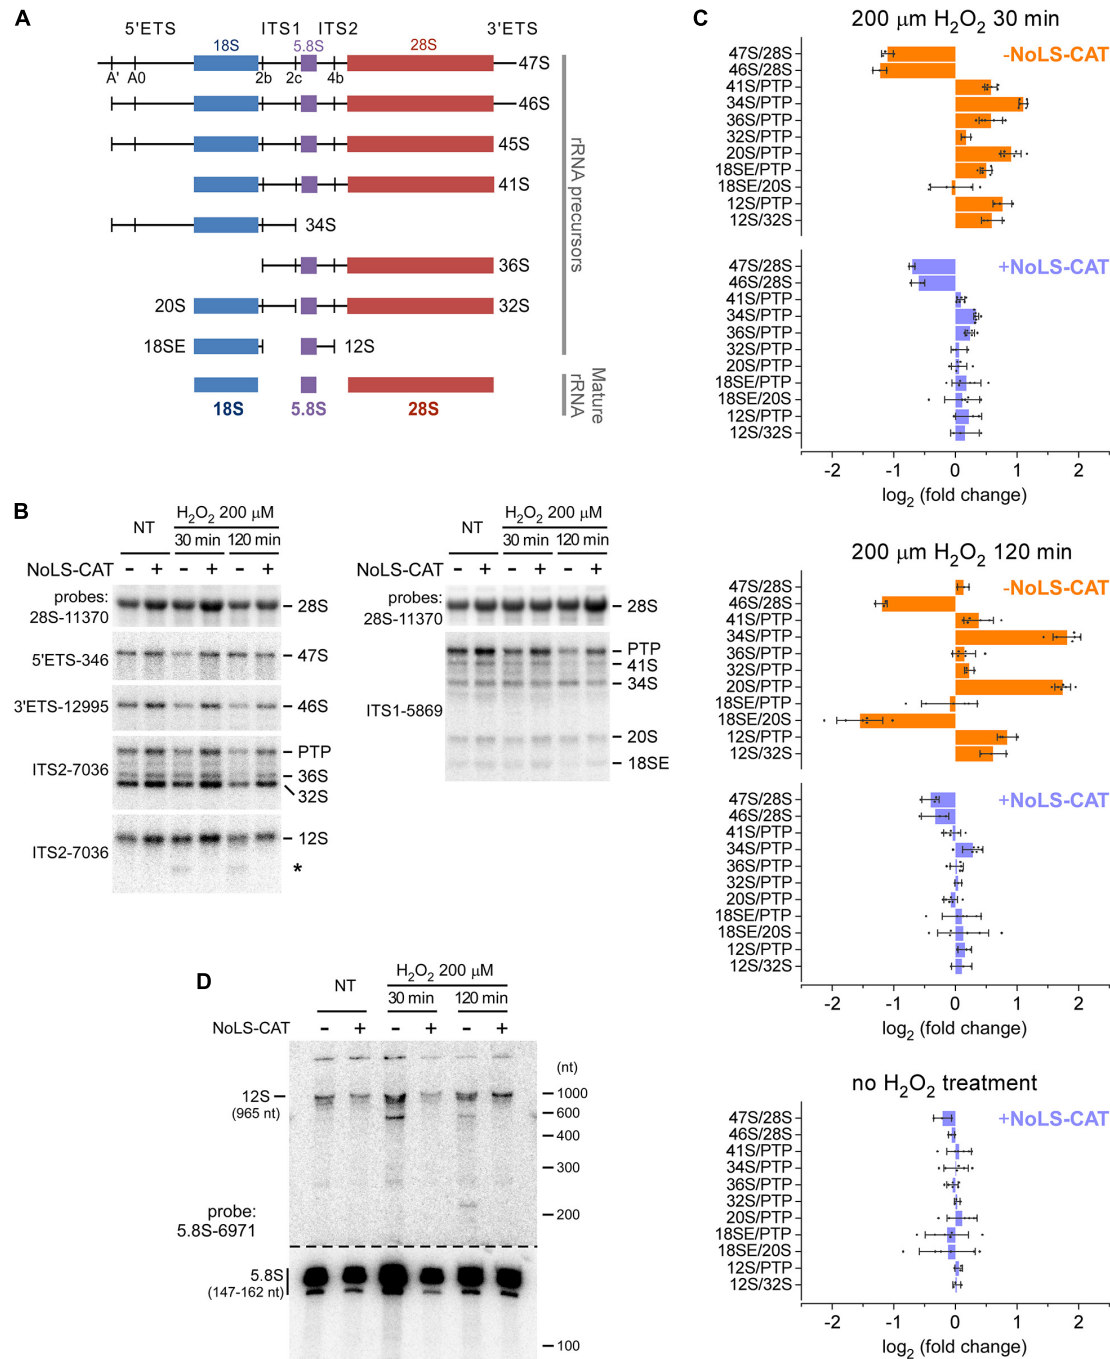 A
5'ETS
ITS1
ITS2
3'ETS
18S
5.8S
28S
47S
A'
A0
2b
2c
4b
46S
45S
41S
34S
36S
20S
32S
18SE
12S
18S
5.8S
28S
rRNA precursors
Mature
rRNA
B
NT
H2O2 200 μM
30 min
120 min
NoLS-CAT
- + - + - +
probes:
28S-11370
28S
5'ETS-346
47S
3'ETS-12995
46S
ITS2-7036
PTP
36S
32S
ITS2-7036
12S
*
NT
H2O2 200 μM
30 min
120 min
NoLS-CAT
- + - + - +
probes:
28S-11370
28S
PTP
41S
34S
ITS1-5869
20S
18SE
C
200 μm H2O2 30 min
-NoLS-CAT
47S/28S
46S/28S
41S/PTP
34S/PTP
36S/PTP
32S/PTP
20S/PTP
18SE/PTP
18SE/20S
12S/PTP
12S/32S
+NoLS-CAT
47S/28S
46S/28S
41S/PTP
34S/PTP
36S/PTP
32S/PTP
20S/PTP
18SE/PTP
18SE/20S
12S/PTP
12S/32S
-2 -1 0 1 2
log2 (fold change)
200 μm H2O2 120 min
-NoLS-CAT
47S/28S
46S/28S
41S/PTP
34S/PTP
36S/PTP
32S/PTP
20S/PTP
18SE/PTP
18SE/20S
12S/PTP
12S/32S
+NoLS-CAT
47S/28S
46S/28S
41S/PTP
34S/PTP
36S/PTP
32S/PTP
20S/PTP
18SE/PTP
18SE/20S
12S/PTP
12S/32S
-2 -1 0 1 2
log2 (fold change)
no H2O2 treatment
+NoLS-CAT
47S/28S
46S/28S
41S/PTP
34S/PTP
36S/PTP
32S/PTP
20S/PTP
18SE/PTP
18SE/20S
12S/PTP
12S/32S
-2 -1 0 1 2
log2 (fold change)
D
NT
H2O2 200 μM
30 min
120 min
NoLS-CAT
- + - + - +
(nt)
12S
(965 nt)
1000
600
400
300
200
100
probe:
5.8S-6971
5.8S
(147-162 nt)